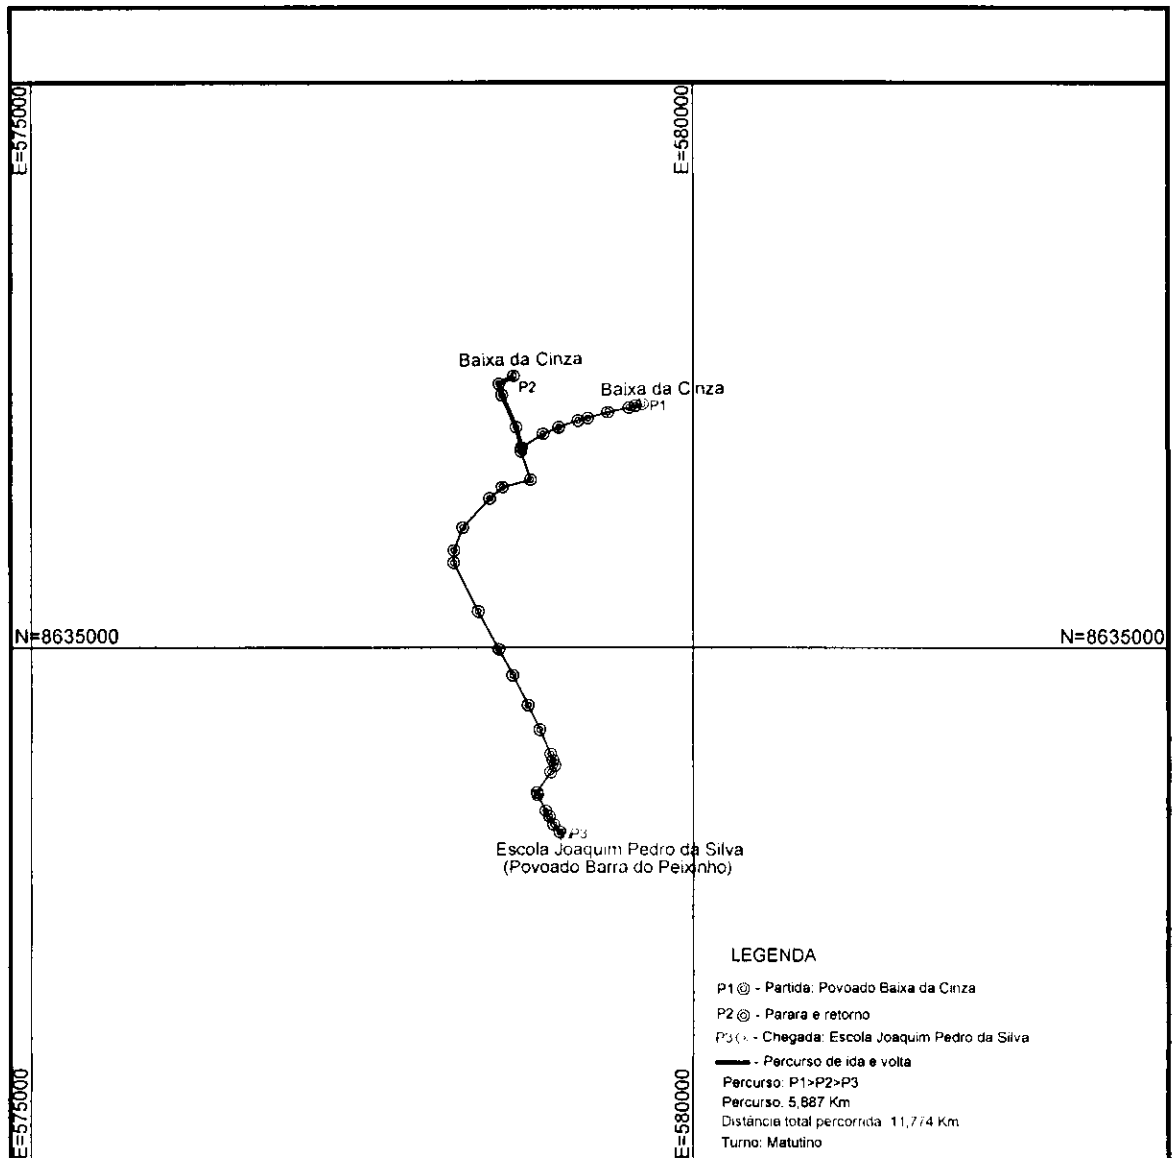 E=575000
E=580000
Baixa da Cinza
P2
Baixa da Cinza
P1
N=8635000
N=8635000
P3
Escola Joaquim Pedro da Silva
(Povoado Barra do Peixinho)
LEGENDA
P1 - Partida: Povoado Baixa da Cinza
P2 - Parara e retorno
P3 - Chegada: Escola Joaquim Pedro da Silva
- Percurso de ida e volta
Percurso: P1>P2>P3
Percurso: 5,887 Km
Distância total percorrida: 11,774 Km
Turno: Matutino
E=575000
E=580000